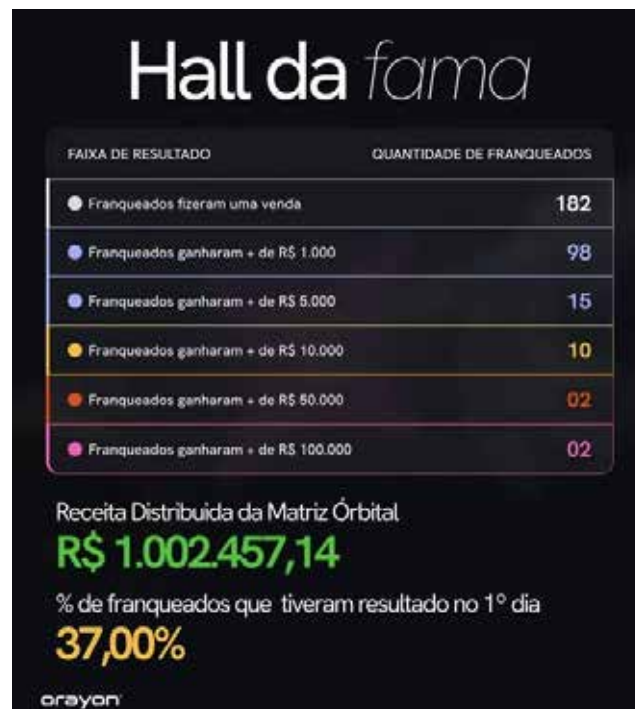 Hall da fama
FAIXA DE RESULTADO QUANTIDADE DE FRANQUEADOS
Franqueados fizeram uma venda 182
Franqueados ganharam + de R$ 1.000 98
Franqueados ganharam + de R$ 5.000 15
Franqueados ganharam + de R$ 10.000 10
Franqueados ganharam + de R$ 50.000 02
Franqueados ganharam + de R$ 100.000 02
Receita Distribuida da Matriz Órbital
R$ 1.002.457,14
% de franqueados que tiveram resultado no 1º dia
37,00%
orayon